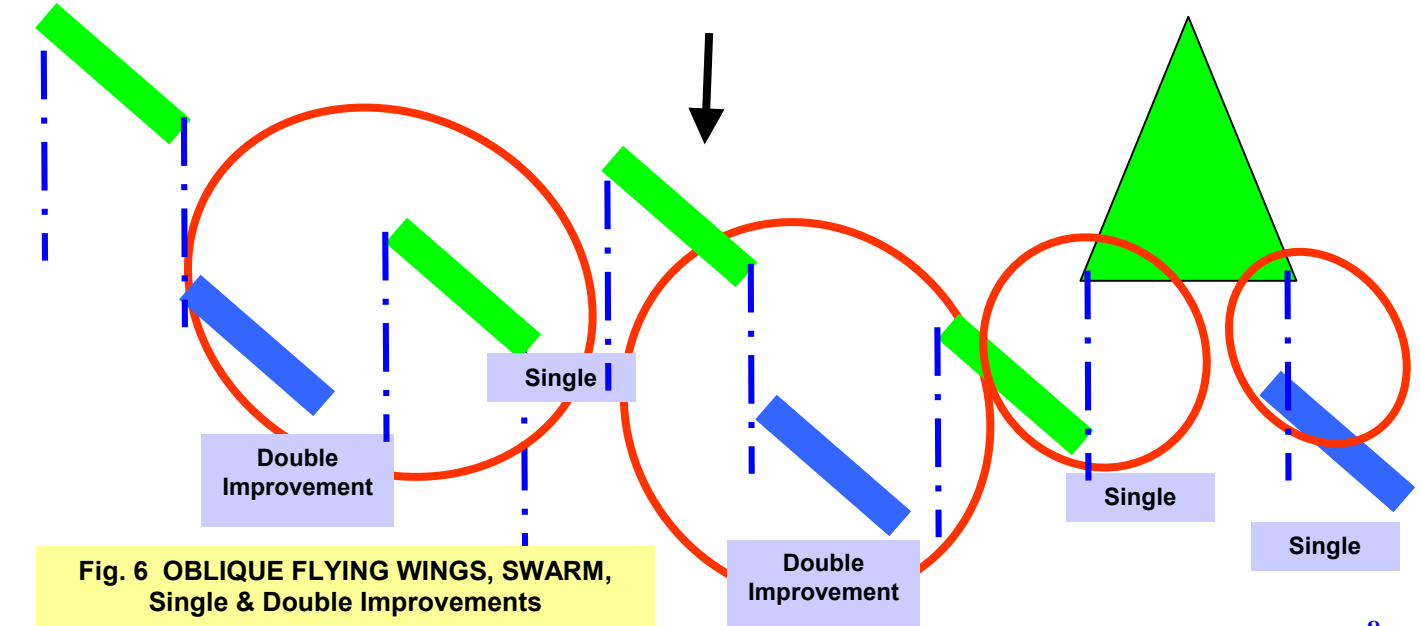 Single
Double
Improvement
Single
Single
Double
Improvement
Fig. 6 OBLIQUE FLYING WINGS, SWARM,
Single & Double Improvements